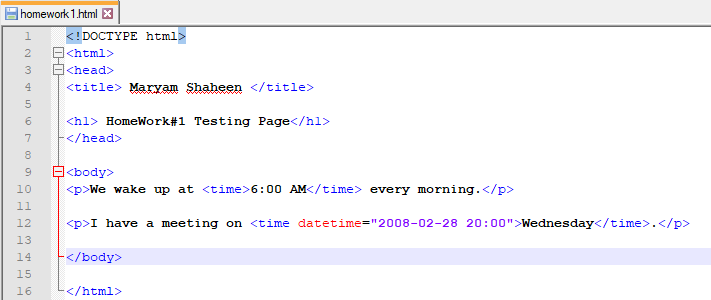 homework1.html
1 <!DOCTYPE html>
2 <html>
3 <head>
4 <title> Maryam Shaheen </title>
5
6 <h1> HomeWork#1 Testing Page</h1>
7 </head>
8
9 <body>
10 <p>We wake up at <time>6:00 AM</time> every morning.</p>
11
12 <p>I have a meeting on <time datetime="2008-02-28 20:00">Wednesday</time>.</p>
13
14 </body>
15
16 </html>